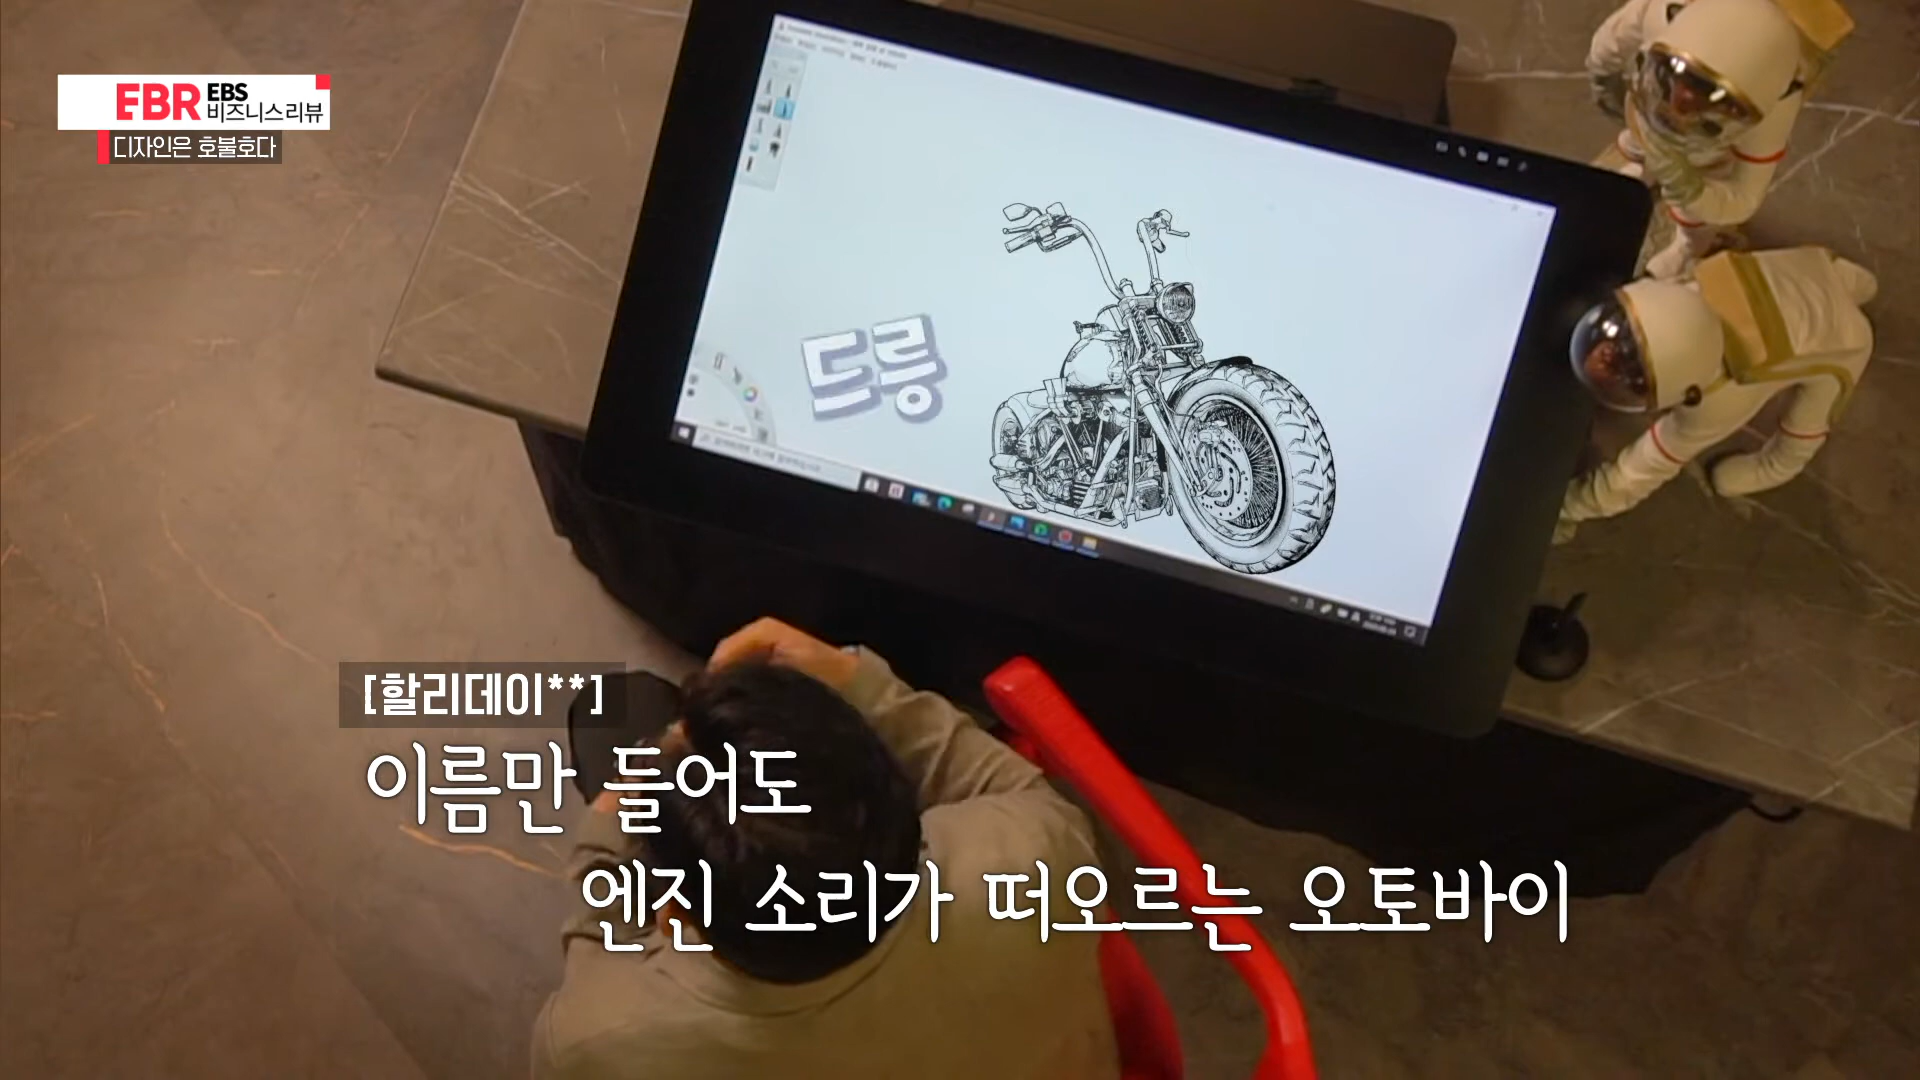 EBR EBS
비즈니스 리뷰
디자인은 호불호다
드릉
[할리데이**]
이름만 들어도
엔진 소리가 떠오르는 오토바이